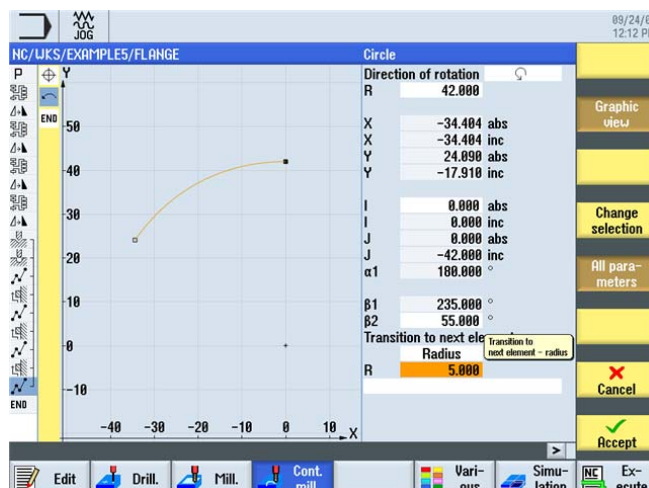 JOG
09/24/0
12:12 P
NC/WKS/EXAMPLE5/FLANGE
Circle
P
Y
END
50
40
30
20
10
0
-10
-40 -30 -20 -10 0 10 X
END
Direction of rotation
R 42.000
X -34.404 abs
X -34.404 inc
Y 24.090 abs
Y -17.910 inc
I 0.000 abs
I 0.000 inc
J 0.000 abs
J -42.000 inc
α1 180.000 °
β1 235.000 °
β2 55.000 °
Transition to next ele
Transition to
next element - radius
Radius
R 5.000
Graphic
view
Change
selection
All para-
meters
Cancel
Accept
>
Edit
Drill.
Mill.
Cont.
mill.
Vari-
ous
Simu-
lation
NC
Ex-
ecute